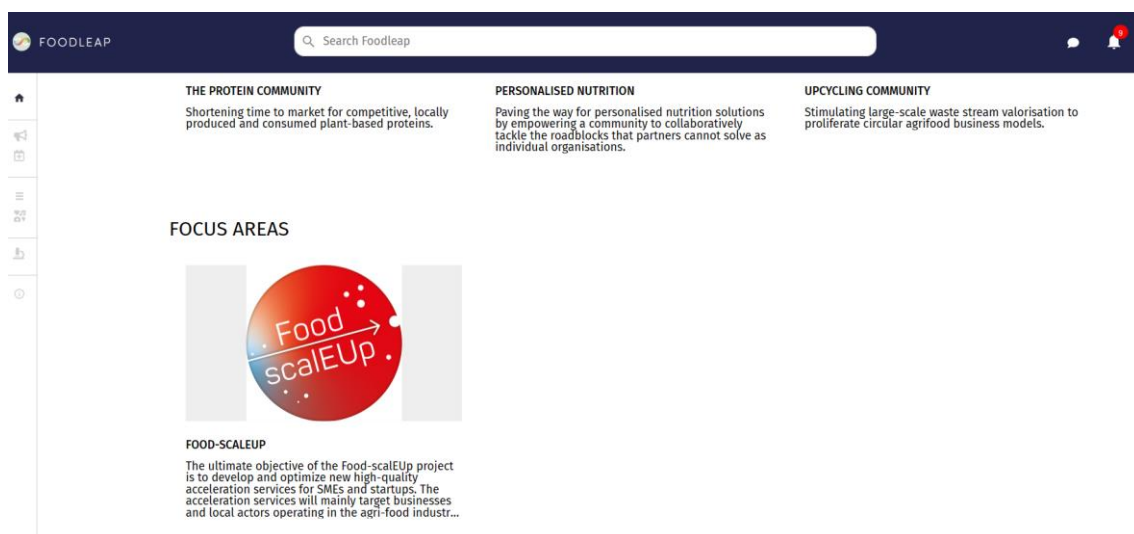 FOODLEAP
Search Foodleap
9
THE PROTEIN COMMUNITY
Shortening time to market for competitive, locally
produced and consumed plant-based proteins.
PERSONALISED NUTRITION
Paving the way for personalised nutrition solutions
by empowering a community to collaboratively
tackle the roadblocks that partners cannot solve as
individual organisations.
UPCYCLING COMMUNITY
Stimulating large-scale waste stream valorisation to
proliferate circular agrifood business models.
FOCUS AREAS
Food
scalEUp
FOOD-SCALEUP
The ultimate objective of the Food-scalEUp project
is to develop and optimize new high-quality
acceleration services for SMEs and startups. The
acceleration services will mainly target businesses
and local actors operating in the agri-food industr...